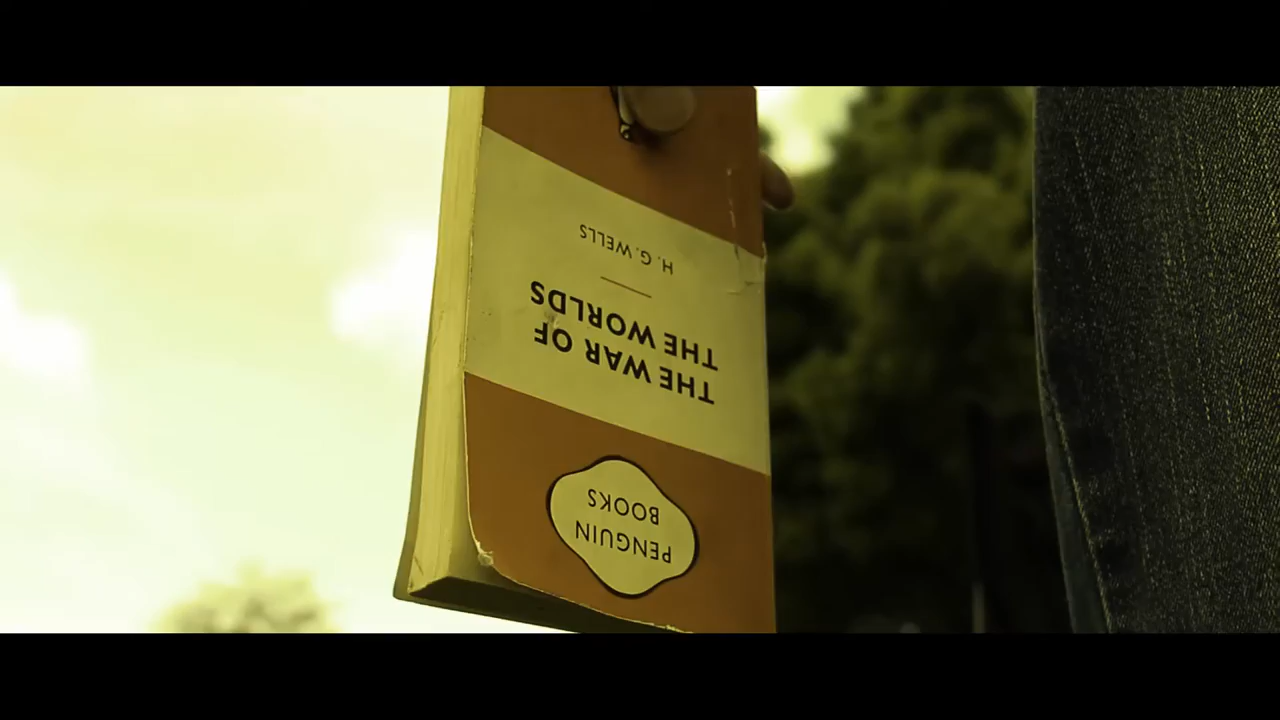 PENGUIN
BOOKS
THE WAR OF
THE WORLDS
H. G. WELLS